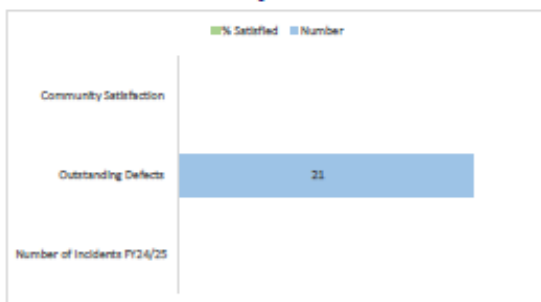 % Satisfied Number
Community Satisfaction
Outstanding Defects
21
Number of Incidents FY24/25